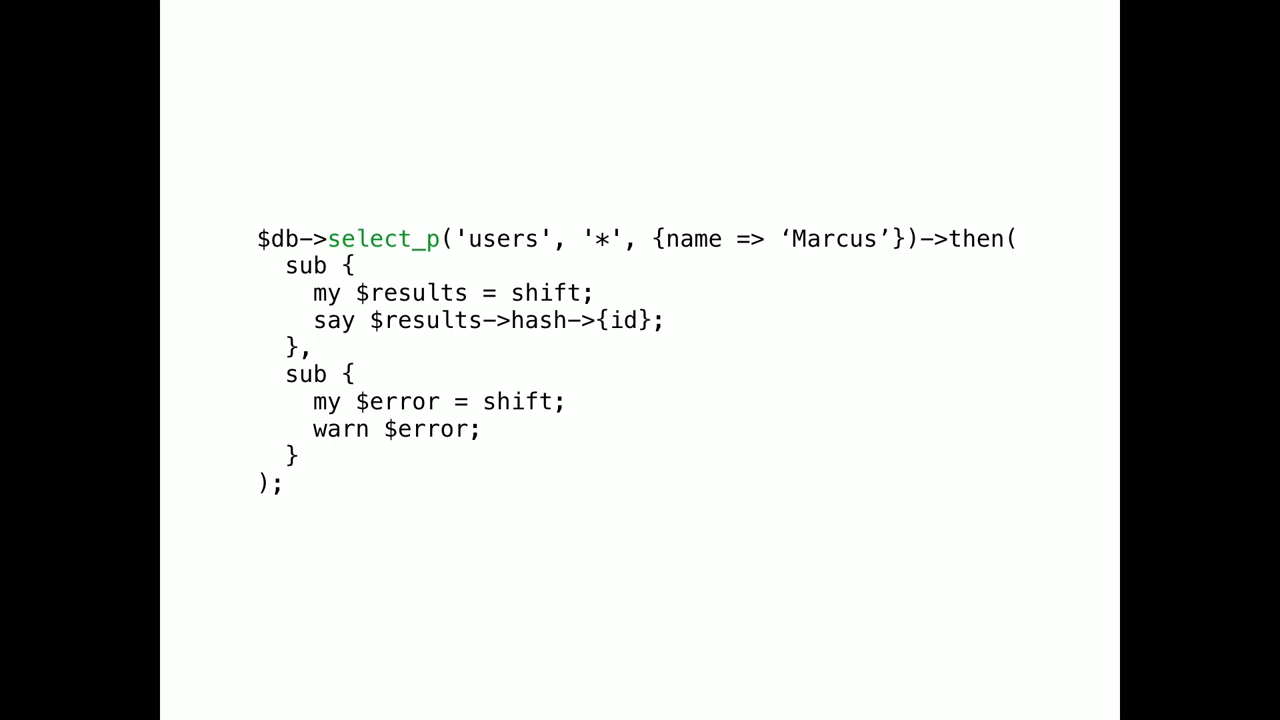 $db->select_p('users', '*', {name => ‘Marcus’})->then(
  sub {
    my $results = shift;
    say $results->hash->{id};
  },
  sub {
    my $error = shift;
    warn $error;
  }
);